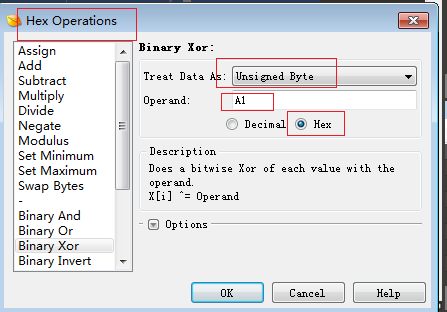 Hex Operations
Assign
Add
Subtract
Multiply
Divide
Negate
Modulus
Set Minimum
Set Maximum
Swap Bytes
-
Binary And
Binary Or
Binary Xor
Binary Invert
Binary Xor:
Treat Data As: Unsigned Byte
Operand: A1
Decimal Hex
Description
Does a bitwise Xor of each value with the
operand.
X[i] ^= Operand
Options
OK Cancel Help